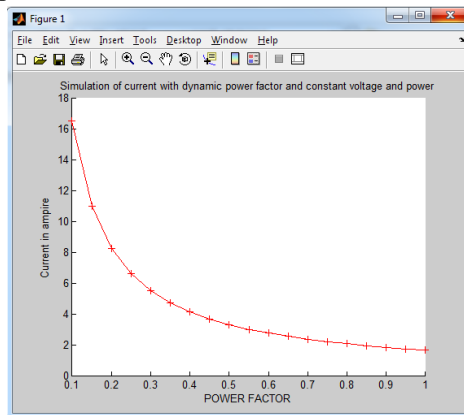 Figure 1
File Edit View Insert Tools Desktop Window Help
Simulation of current with dynamic power factor and constant voltage and power
18
16
14
12
10
8
6
4
2
0
Current in ampire
0.1 0.2 0.3 0.4 0.5 0.6 0.7 0.8 0.9 1
POWER FACTOR